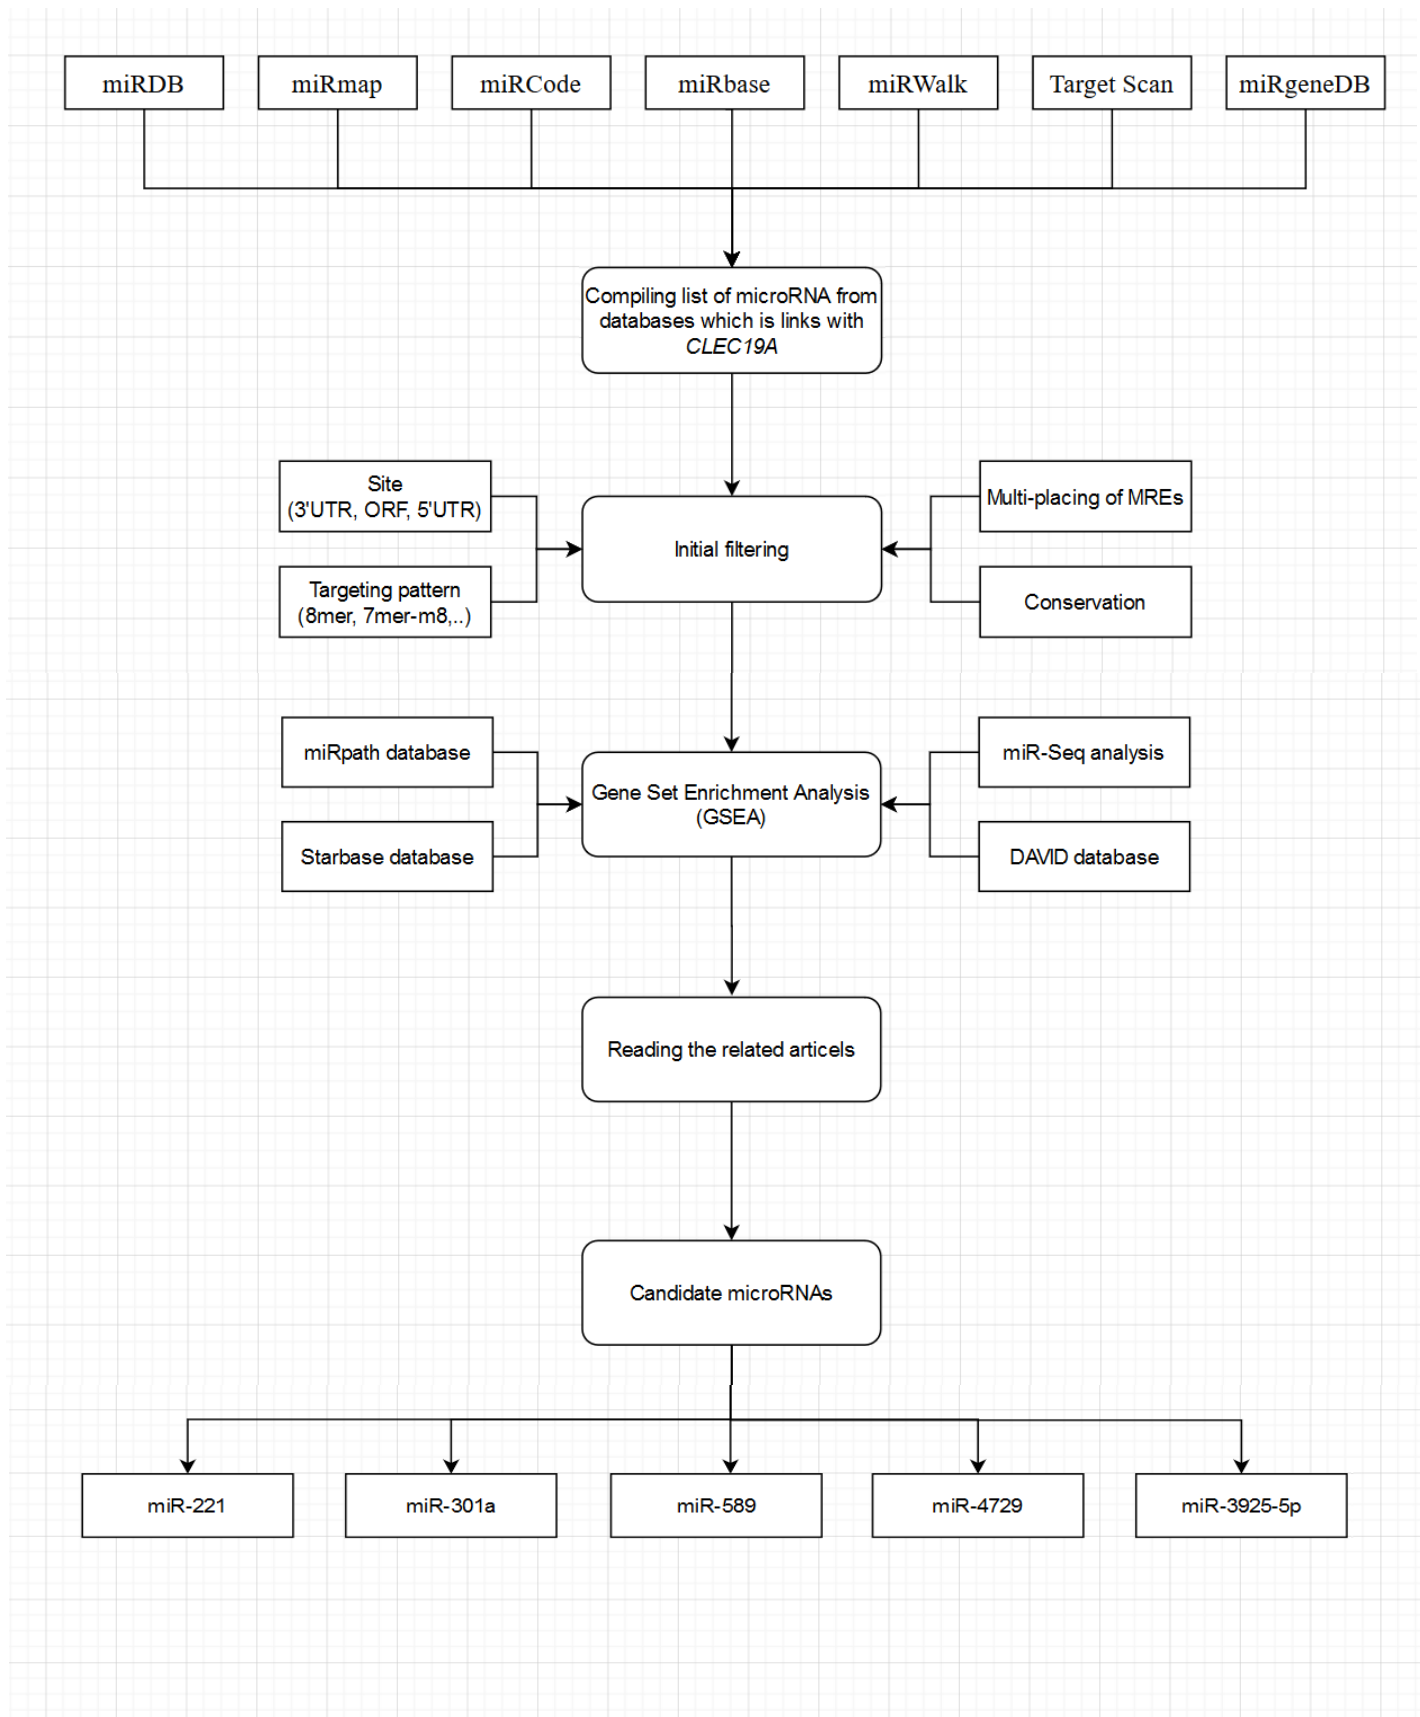 miRDB
miRmap
miRCode
miRbase
miRWalk
Target Scan
miRgeneDB
Compiling list of microRNA from
databases which is links with
CLEC19A
Site
(3'UTR, ORF, 5'UTR)
Targeting pattern
(8mer, 7mer-m8,..)
Initial filtering
Multi-placing of MREs
Conservation
miRpath database
Starbase database
Gene Set Enrichment Analysis
(GSEA)
miR-Seq analysis
DAVID database
Reading the related articels
Candidate microRNAs
miR-221
miR-301a
miR-589
miR-4729
miR-3925-5p